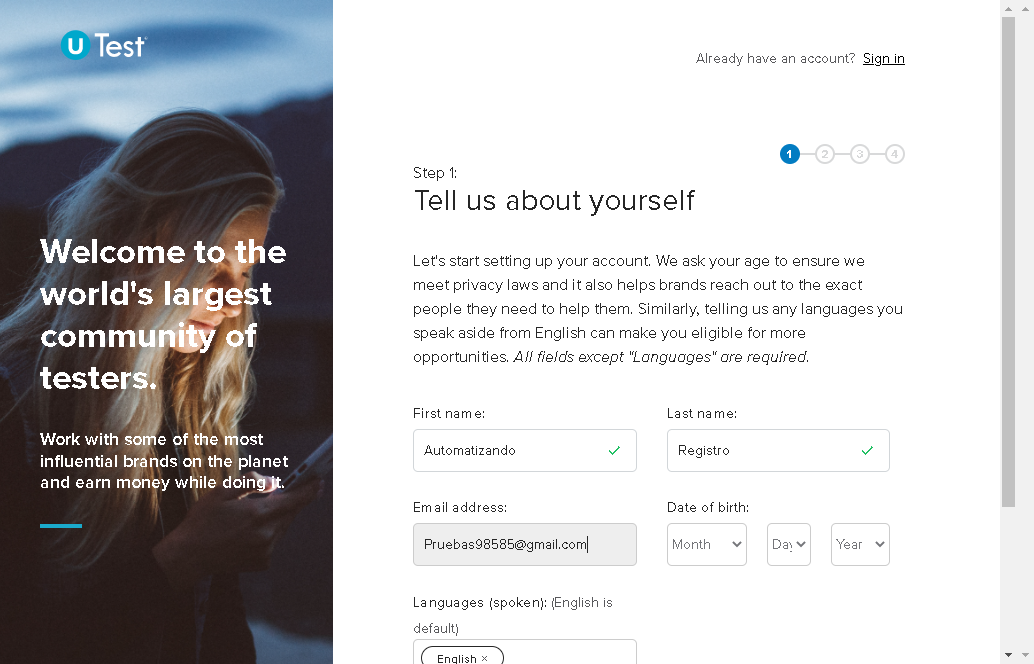 U Test
Welcome to the
world's largest
community of
testers.
Work with some of the most
influential brands on the planet
and earn money while doing it.
Already have an account? Sign in
1 2 3 4
Step 1:
Tell us about yourself
Let's start setting up your account. We ask your age to ensure we
meet privacy laws and it also helps brands reach out to the exact
people they need to help them. Similarly, telling us any languages you
speak aside from English can make you eligible for more
opportunities. All fields except "Languages" are required.
First name: Last name:
Automatizando Registro
Email address: Date of birth:
Pruebas98585@gmail.com Month Day Year
Languages (spoken): (English is
default)
English ×